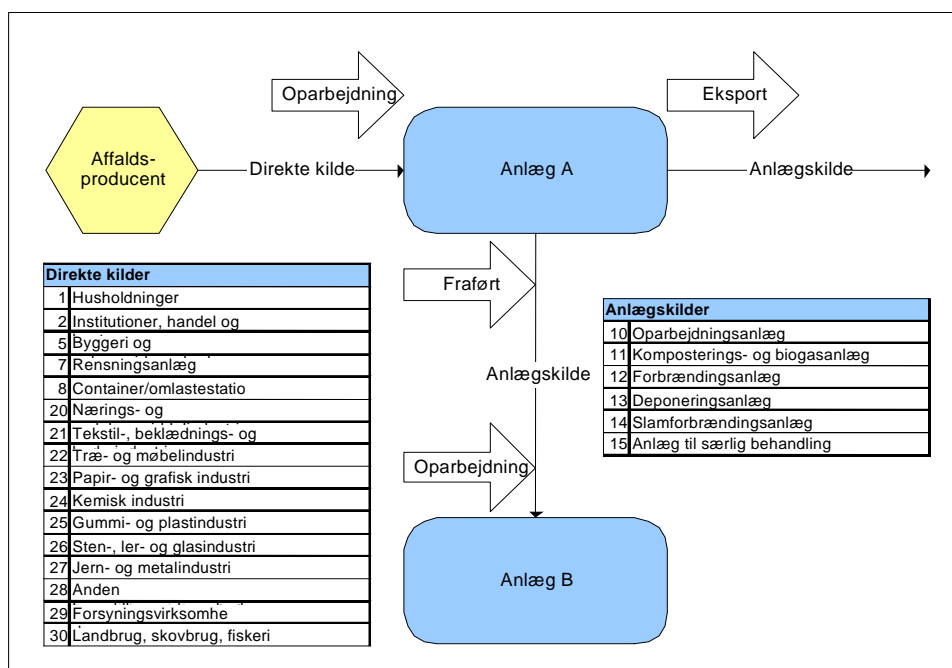 Oparbejdning
Eksport
Affalds-
producent
Direkte kilde
Anlæg A
Anlægskilde
Fraført
Anlægskilde
Oparbejdning
Anlæg B
Direkte kilder
1 Husholdninger
2 Institutioner, handel og
5 Byggeri og
7 Rensningsanlæg
8 Container/omlastestatio
20 Nærings- og
21 Tekstil-, beklædnings- og
22 Træ- og møbelindustri
23 Papir- og grafisk industri
24 Kemisk industri
25 Gummi- og plastindustri
26 Sten-, ler- og glasindustri
27 Jern- og metalindustri
28 Anden
29 Forsyningsvirksomhe
30 Landbrug, skovbrug, fiskeri
Anlægskilder
10 Oparbejdningsanlæg
11 Komposterings- og biogasanlæg
12 Forbrændingsanlæg
13 Deponeringsanlæg
14 Slamforbrændingsanlæg
15 Anlæg til særlig behandling